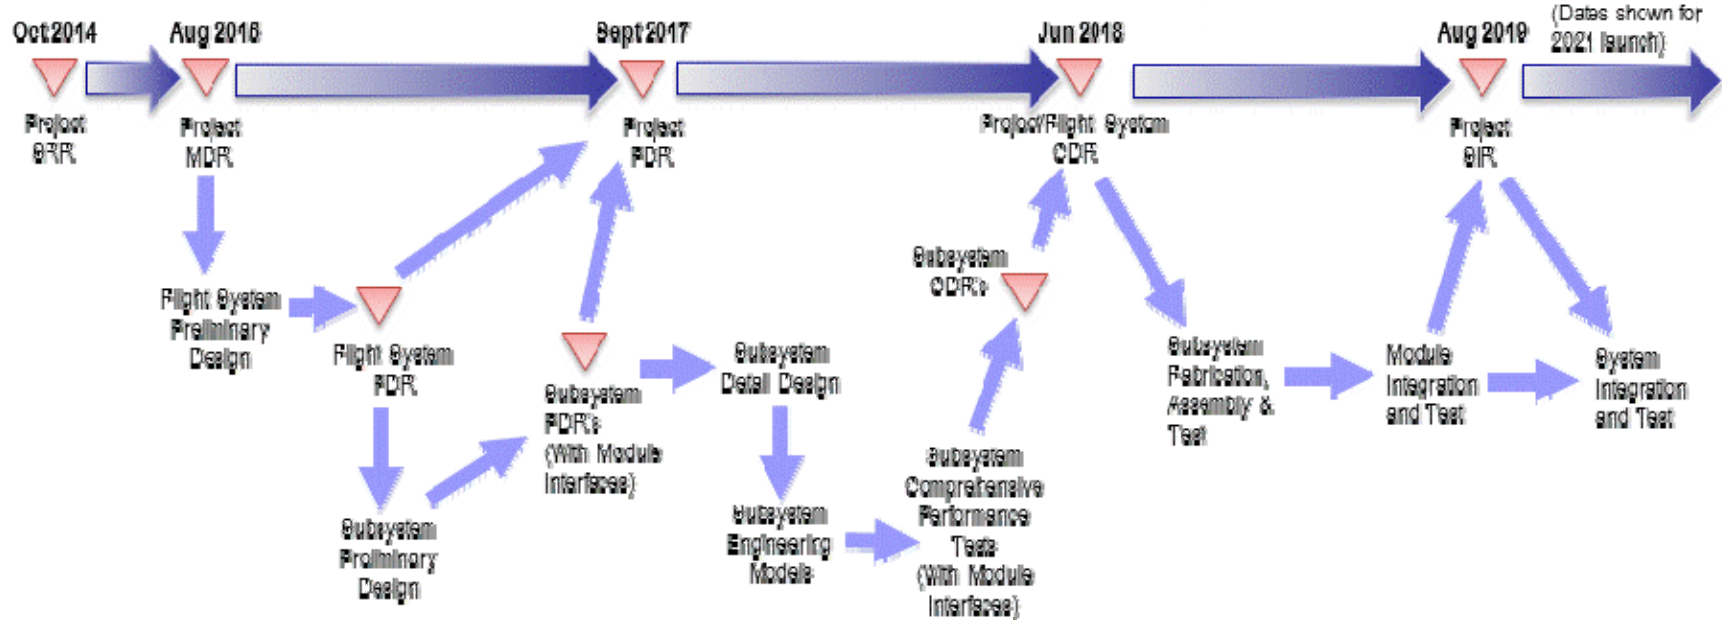 Oct 2014
Aug 2016
Sept 2017
Jun 2018
Aug 2019
(Dates shown for
2021 launch)
Project
SRR
Project
MDR
Project
PDR
Project/Flight System
CDR
Project
SIR
Flight System
Preliminary
Design
Flight System
PDR
Subsystem
Preliminary
Design
Subsystem
PDR's
(With Module
Interfaces)
Subsystem
Detail Design
Subsystem
Engineering
Models
Subsystem
Comprehensive
Performance
Tests
(With Module
Interfaces)
Subsystem
CDR's
Subsystem
Fabrication,
Assembly &
Test
Module
Integration
and Test
System
Integration
and Test